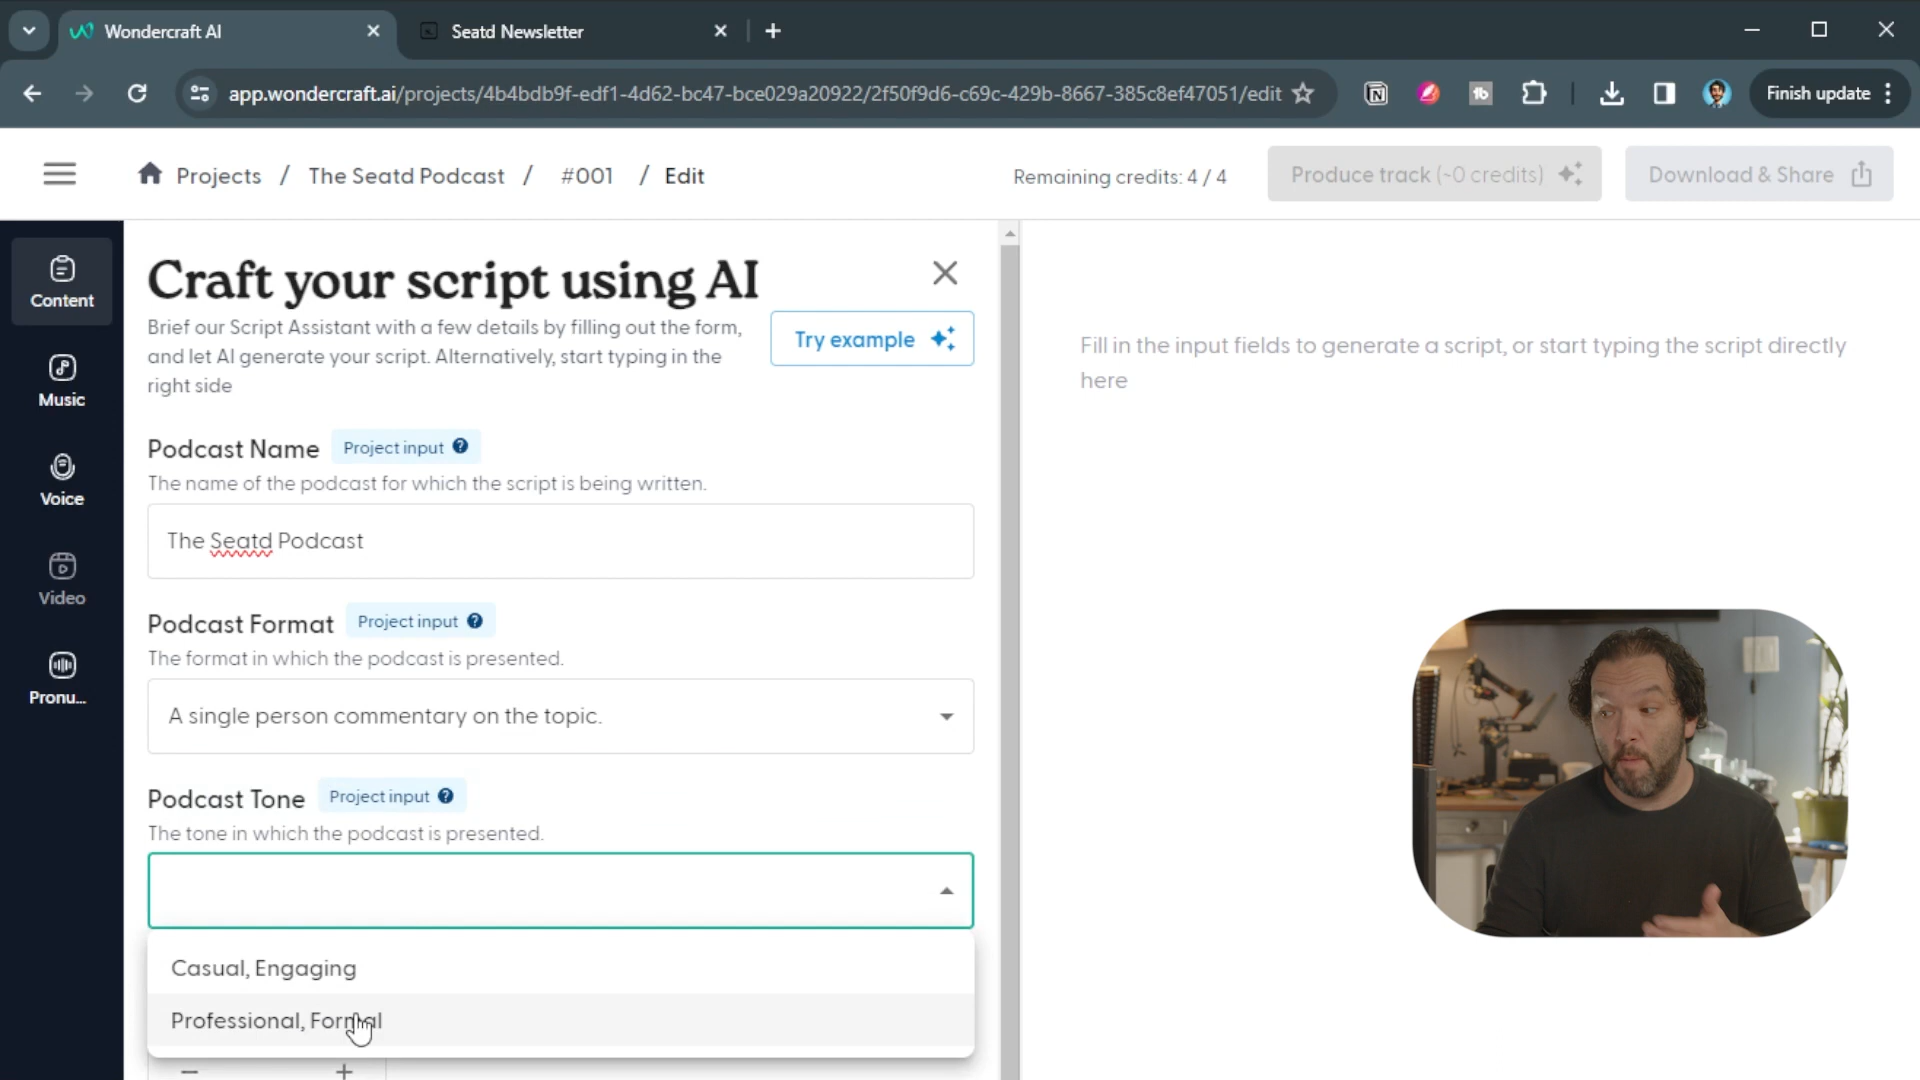 Wondercraft AI
Seatd Newsletter
app.wondercraft.ai/projects/4b4bdb9f-edf1-4d62-bc47-bce029a20922/2f50f9d6-c69c-429b-8667-385c8ef47051/edit
Finish update
Projects / The Seatd Podcast / #001 / Edit
Remaining credits: 4 / 4
Produce track (~0 credits)
Download & Share
Content
Music
Voice
Video
Pronu...
Craft your script using AI
Brief our Script Assistant with a few details by filling out the form,
and let AI generate your script. Alternatively, start typing in the
right side
Try example
Podcast Name Project input ?
The name of the podcast for which the script is being written.
The Seatd Podcast
Podcast Format Project input ?
The format in which the podcast is presented.
A single person commentary on the topic.
Podcast Tone Project input ?
The tone in which the podcast is presented.
Casual, Engaging
Professional, Formal
− +
Fill in the input fields to generate a script, or start typing the script directly
here